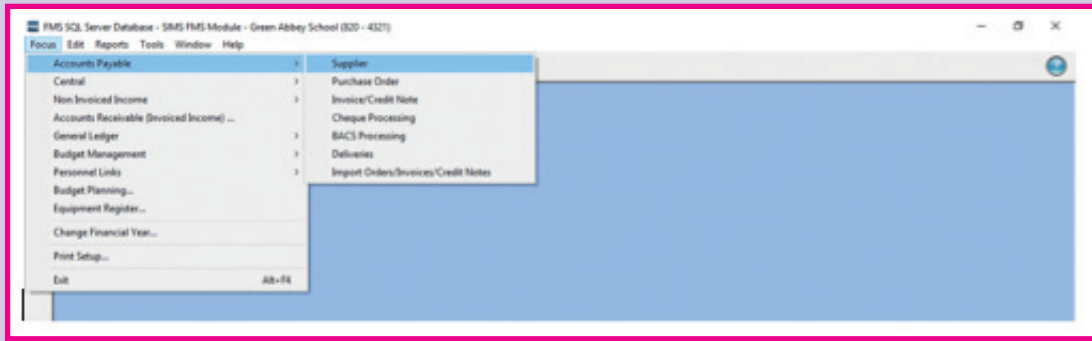 FMS SQL Server Database - SIMS FMS Module - Green Abbey School (820 - 4321)
Focus Edit Reports Tools Window Help
Accounts Payable
Central
Non Invoiced Income
Accounts Receivable (Invoiced Income) ...
General Ledger
Budget Management
Personnel Links
Budget Planning...
Equipment Register...
Change Financial Year...
Print Setup...
Exit Alt+F4
Supplier
Purchase Order
Invoice/Credit Note
Cheque Processing
BACS Processing
Deliveries
Import Orders/Invoices/Credit Notes